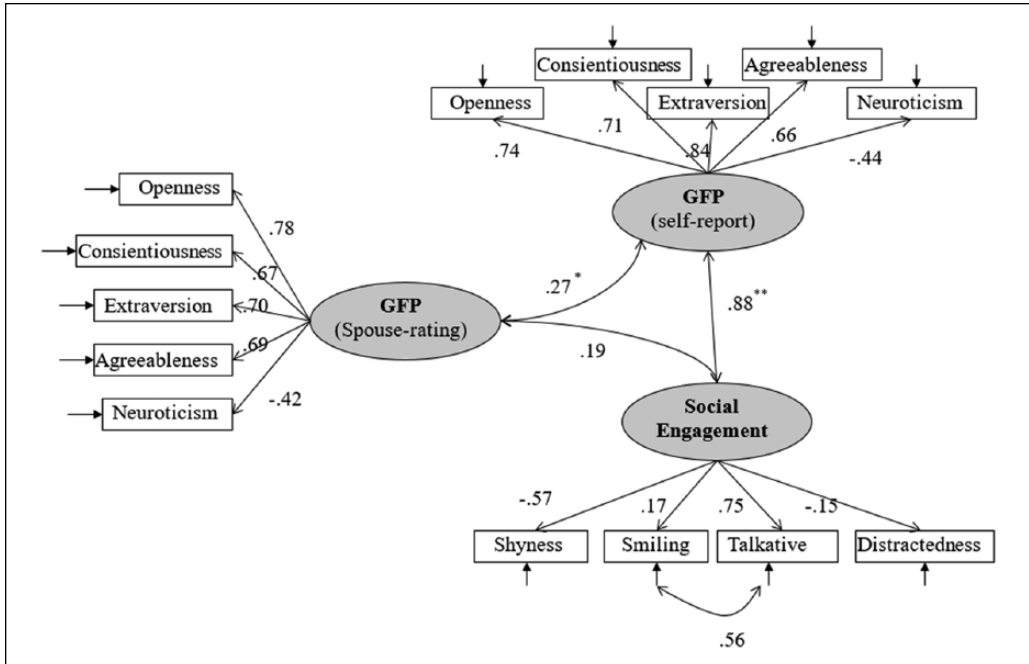 Consientiousness
Agreeableness
Openness
Extraversion
Neuroticism
.71
.84
.66
.74
-.44
GFP
(self-report)
Openness
.78
Consientiousness
.67
Extraversion
.70
Agreeableness
.69
Neuroticism
-.42
GFP
(Spouse-rating)
.27*
.88**
.19
Social
Engagement
-.57
.17
.75
-.15
Shyness
Smiling
Talkative
Distractedness
.56